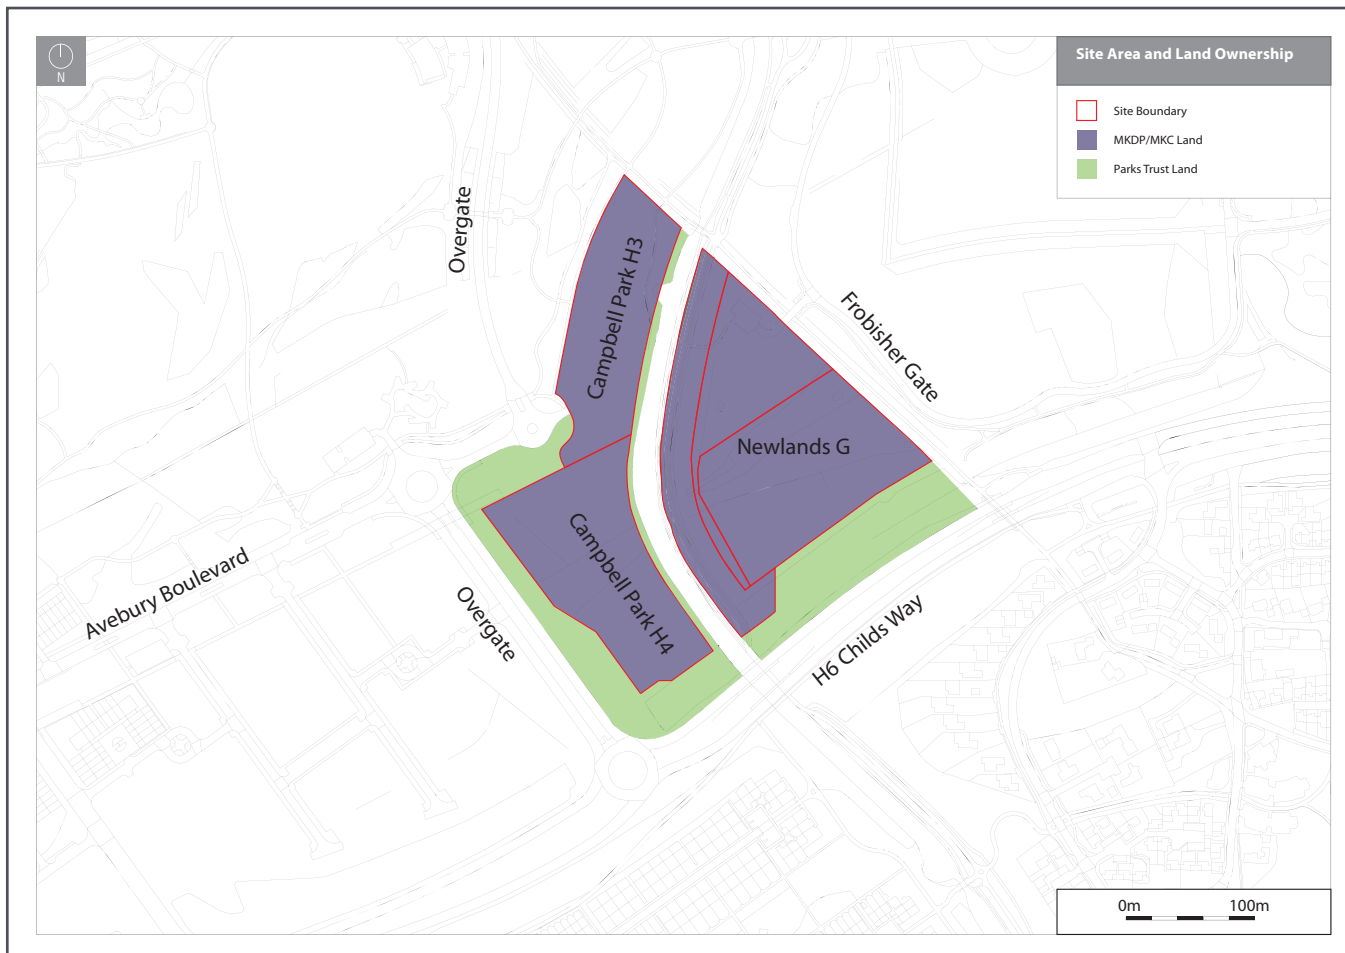 N
Site Area and Land Ownership
Site Boundary
MKDP/MKC Land
Parks Trust Land
Overgate
Campbell Park H3
Frobisher Gate
Newlands G
Campbell Park H4
Avebury Boulevard
Overgate
H6 Childs Way
0m 100m